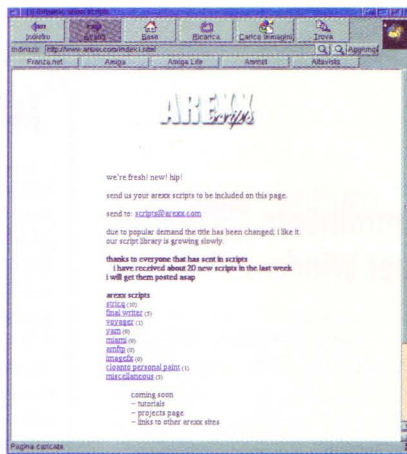 Indietro Avanti Base Ricarica Carica Immagini Trova
Indirizzo: http://www.arexx.com/index1.html Aggiungi
Franza.net Amiga Amiga Life Aminet Altavista
AREXX
Scripts
we're fresh! new! hip!
send us your arexx scripts to be included on this page.
send to: scripts@arexx.com
due to popular demand the title has been changed; i like it
our script library is growing slowly.
thanks to everyone that has sent in scripts
i have received about 20 new scripts in the last week
i will get them posted asap
arexx scripts
stricq (10)
final writer (5)
voyager (1)
yam (6)
miami (0)
amftp (0)
imagefx (0)
cloanto personal paint (1)
miscellaneous (5)
coming soon
– tutorials
– projects page
– links to other arexx sites
Pagina caricata.